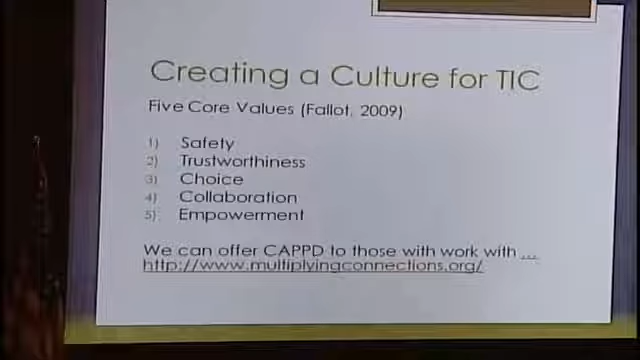 Creating a Culture for TIC
Five Core Values (Fallot, 2009)
1) Safety
2) Trustworthiness
3) Choice
4) Collaboration
5) Empowerment
We can offer CAPPD to those with work with ...
http://www.multiplyingconnections.org/